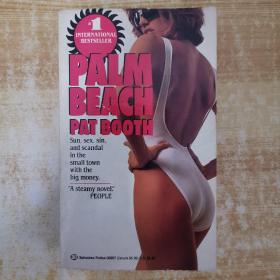 #1
INTERNATIONAL
BESTSELLER
PALM
BEACH
PAT BOOTH
Sun, sex, sin,
and scandal
in the
small town
with the
big money.
"A steamy novel."
PEOPLE